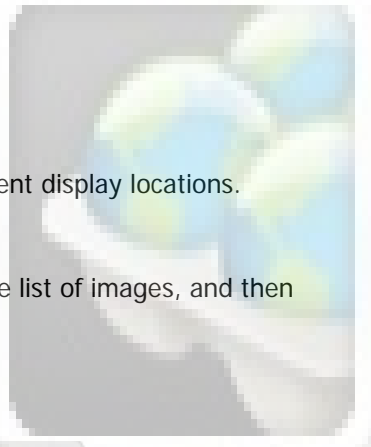 ent display locations.
e list of images, and then